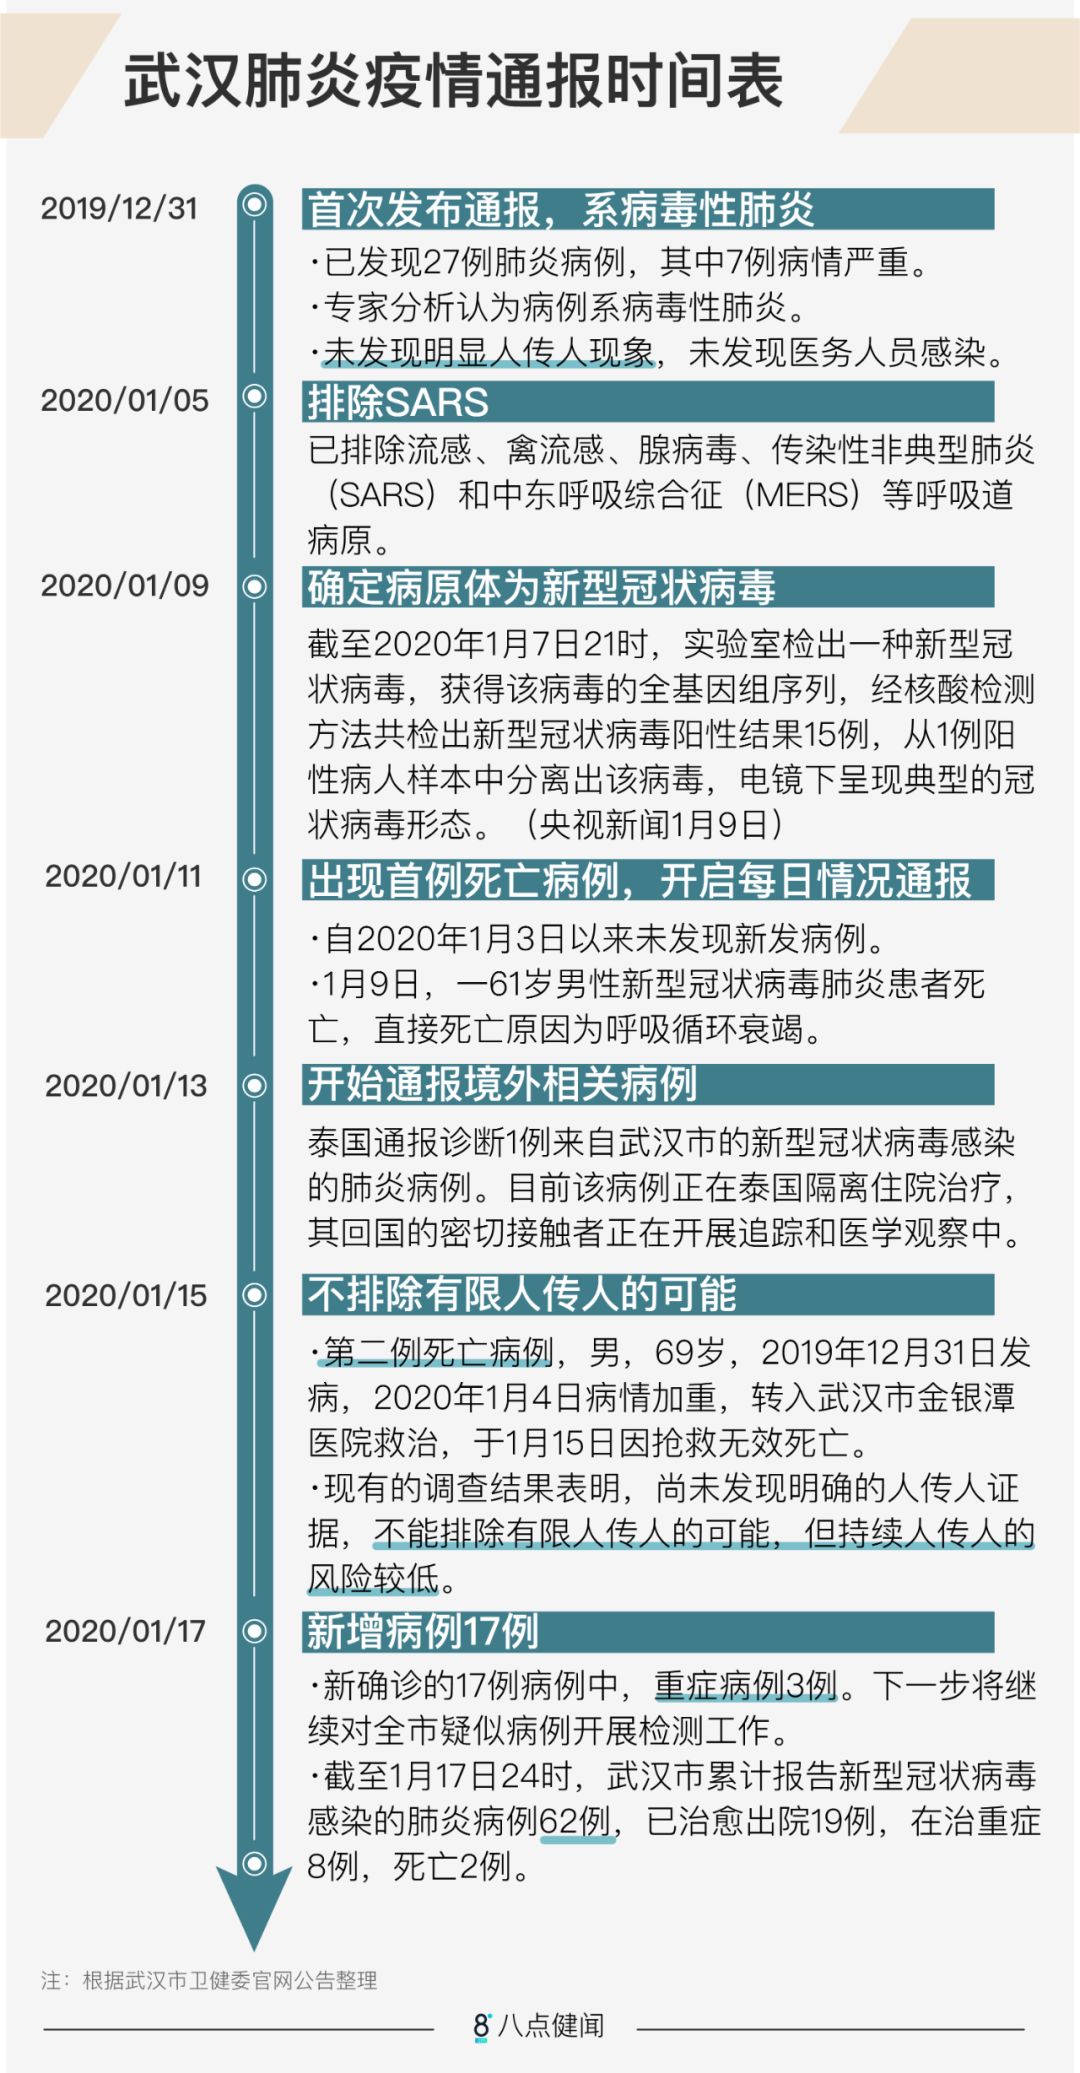 武汉肺炎疫情通报时间表
2019/12/31
首次发布通报，系病毒性肺炎
·已发现27例肺炎病例，其中7例病情严重。
·专家分析认为病例系病毒性肺炎。
·未发现明显人传人现象，未发现医务人员感染。
2020/01/05
排除SARS
已排除流感、禽流感、腺病毒、传染性非典型肺炎
（SARS）和中东呼吸综合征（MERS）等呼吸道
病原。
2020/01/09
确定病原体为新型冠状病毒
截至2020年1月7日21时，实验室检出一种新型冠
状病毒，获得该病毒的全基因组序列，经核酸检测
方法共检出新型冠状病毒阳性结果15例，从1例阳
性病人样本中分离出该病毒，电镜下呈现典型的冠
状病毒形态。（央视新闻1月9日）
2020/01/11
出现首例死亡病例，开启每日情况通报
·自2020年1月3日以来未发现新发病例。
·1月9日，一61岁男性新型冠状病毒肺炎患者死
亡，直接死亡原因为呼吸循环衰竭。
2020/01/13
开始通报境外相关病例
泰国通报诊断1例来自武汉市的新型冠状病毒感染
的肺炎病例。目前该病例正在泰国隔离住院治疗，
其回国的密切接触者正在开展追踪和医学观察中。
2020/01/15
不排除有限人传人的可能
·第二例死亡病例，男，69岁，2019年12月31日发
病，2020年1月4日病情加重，转入武汉市金银潭
医院救治，于1月15日因抢救无效死亡。
·现有的调查结果表明，尚未发现明确的人传人证
据，不能排除有限人传人的可能，但持续人传人的
风险较低。
2020/01/17
新增病例17例
·新确诊的17例病例中，重症病例3例。下一步将继
续对全市疑似病例开展检测工作。
·截至1月17日24时，武汉市累计报告新型冠状病毒
感染的肺炎病例62例，已治愈出院19例，在治重症
8例，死亡2例。
注：根据武汉市卫健委官网公告整理
8 八点健闻